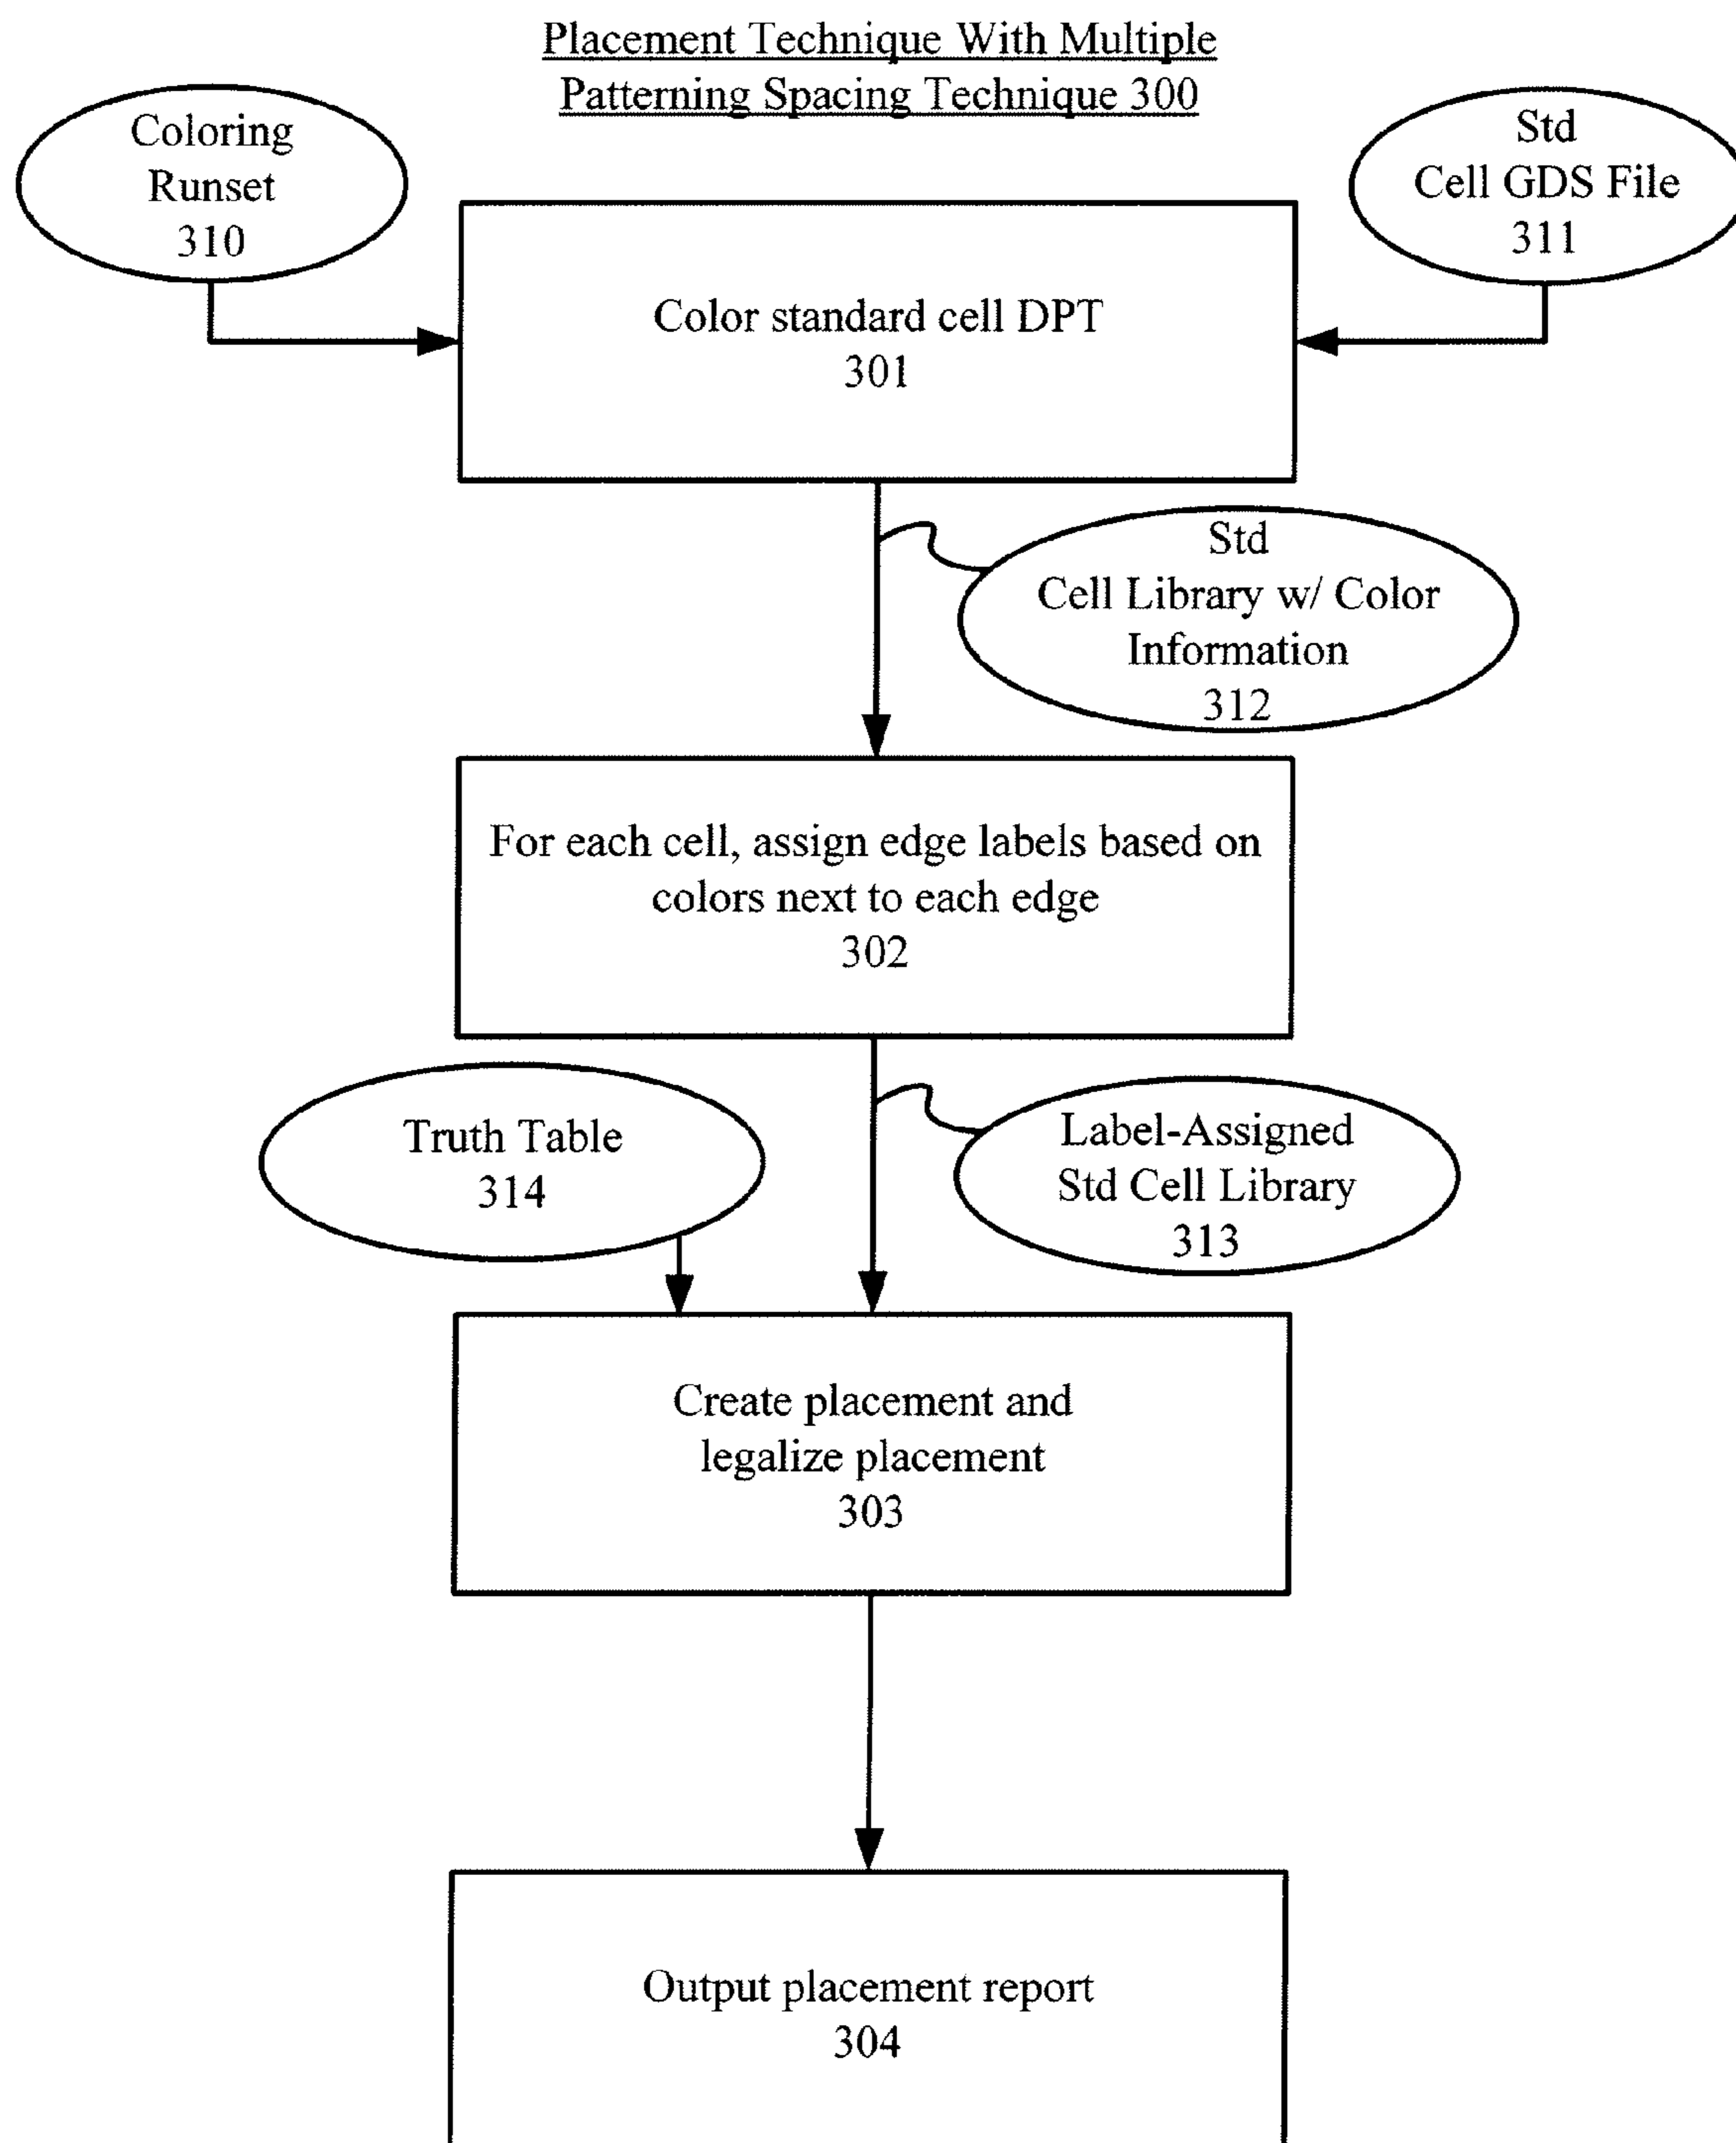 Placement Technique With Multiple
Patterning Spacing Technique 300
Coloring
Runset
310
Std
Cell GDS File
311
Color standard cell DPT
301
Std
Cell Library w/ Color
Information
312
For each cell, assign edge labels based on
colors next to each edge
302
Truth Table
314
Label-Assigned
Std Cell Library
313
Create placement and
legalize placement
303
Output placement report
304